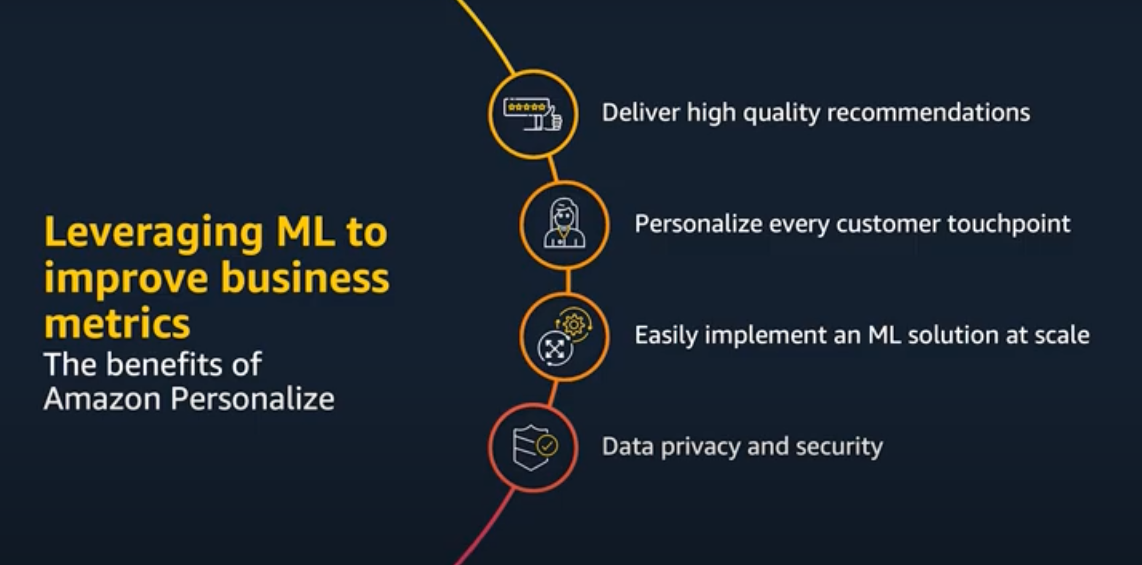 Leveraging ML to
improve business
metrics
The benefits of
Amazon Personalize
Deliver high quality recommendations
Personalize every customer touchpoint
Easily implement an ML solution at scale
Data privacy and security